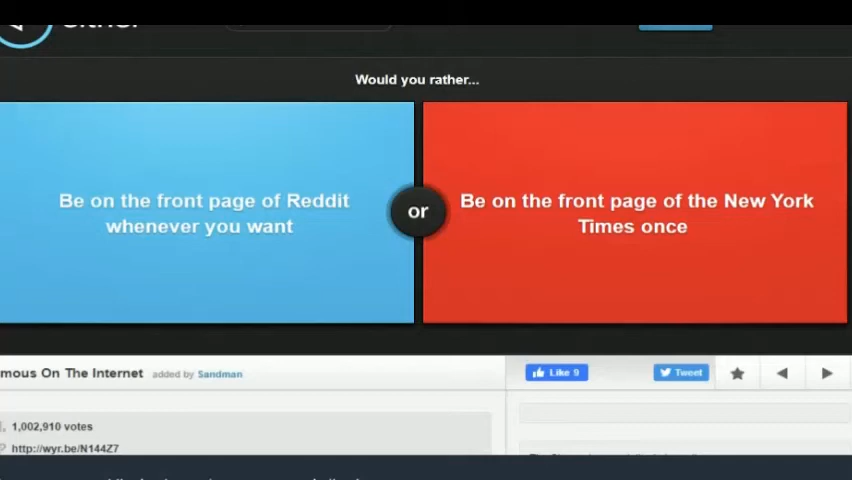 Would you rather...
Be on the front page of Reddit
whenever you want
or
Be on the front page of the New York
Times once
mous On The Internet added by Sandman
Like 9
Tweet
1,002,910 votes
http://wyr.be/N144Z7